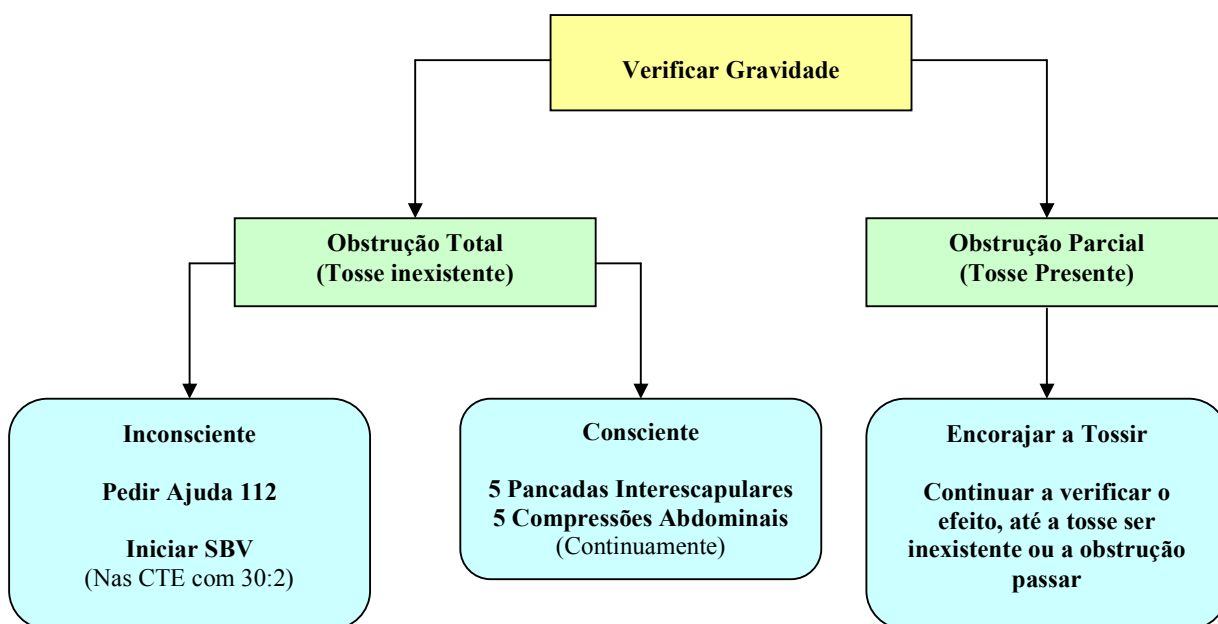 Verificar Gravidade
Obstrução Total
(Tosse inexistente)
Obstrução Parcial
(Tosse Presente)
Inconsciente
Pedir Ajuda 112
Iniciar SBV
(Nas CTE com 30:2)
Consciente
5 Pancadas Interescapulares
5 Compressões Abdominais
(Continuamente)
Encorajar a Tossir
Continuar a verificar o
efeito, até a tosse ser
inexistente ou a obstrução
passar